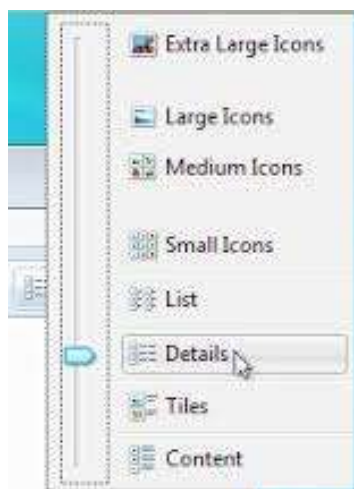 Extra Large Icons
Large Icons
Medium Icons
Small Icons
List
Details
Tiles
Content